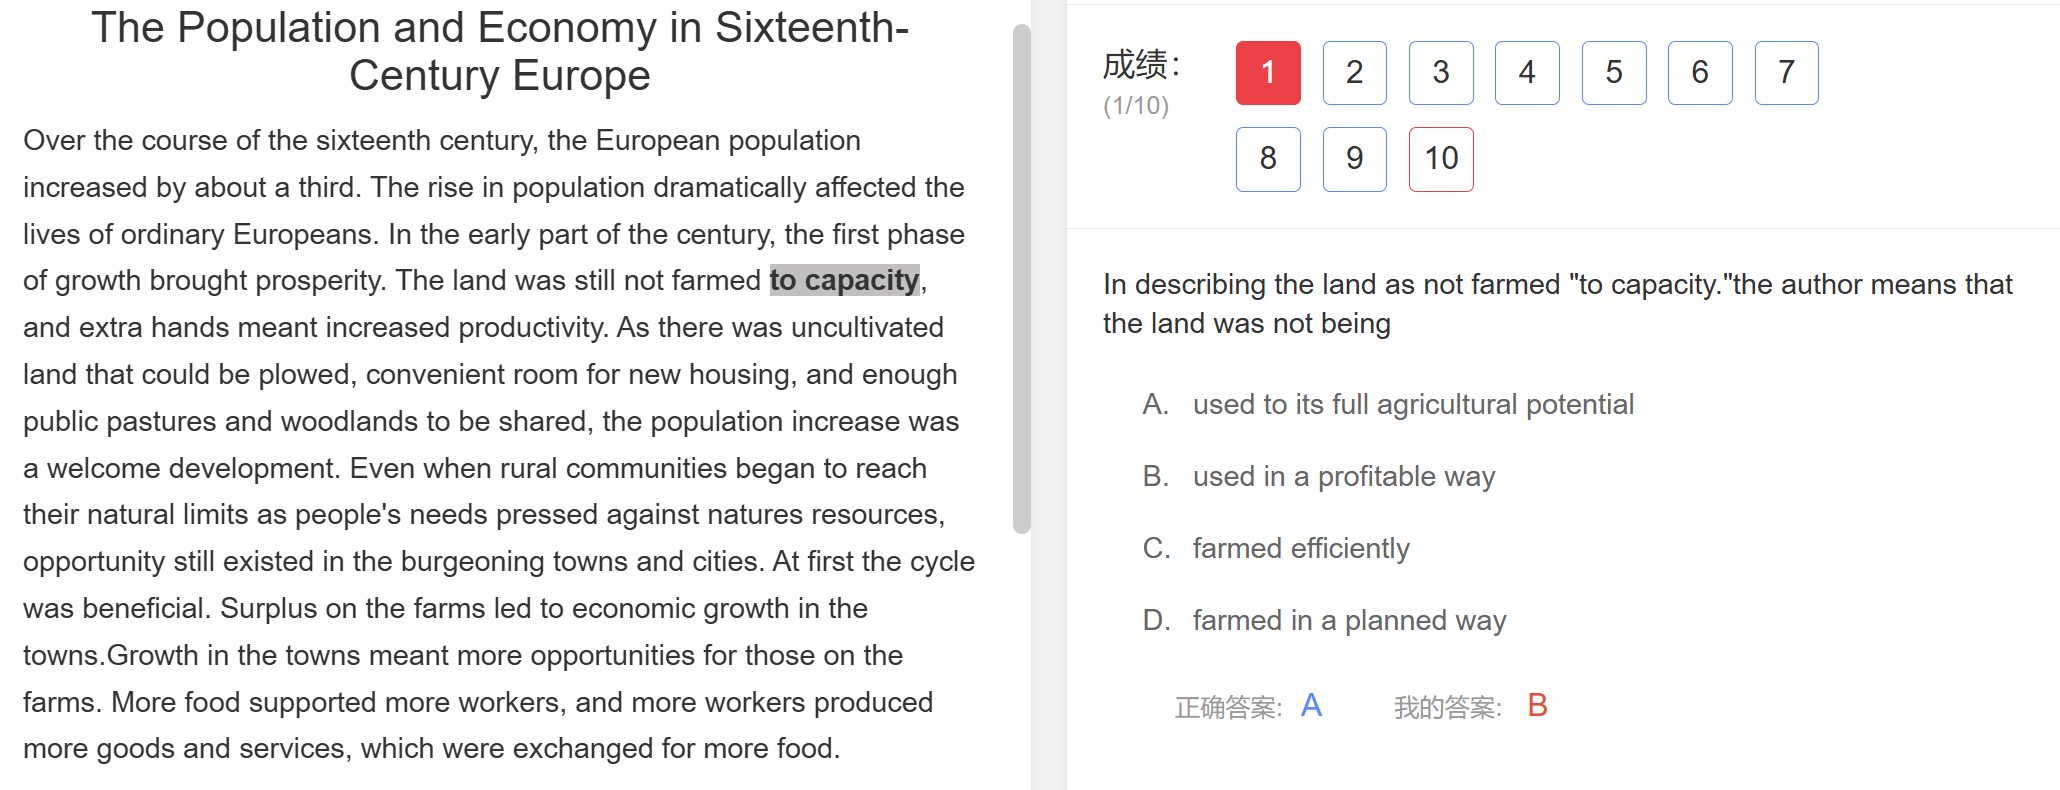 The Population and Economy in Sixteenth-
Century Europe
Over the course of the sixteenth century, the European population
increased by about a third. The rise in population dramatically affected the
lives of ordinary Europeans. In the early part of the century, the first phase
of growth brought prosperity. The land was still not farmed to capacity,
and extra hands meant increased productivity. As there was uncultivated
land that could be plowed, convenient room for new housing, and enough
public pastures and woodlands to be shared, the population increase was
a welcome development. Even when rural communities began to reach
their natural limits as people's needs pressed against natures resources,
opportunity still existed in the burgeoning towns and cities. At first the cycle
was beneficial. Surplus on the farms led to economic growth in the
towns.Growth in the towns meant more opportunities for those on the
farms. More food supported more workers, and more workers produced
more goods and services, which were exchanged for more food.
成绩:
(1/10)
1 2 3 4 5 6 7
8 9 10
In describing the land as not farmed "to capacity."the author means that
the land was not being
A. used to its full agricultural potential
B. used in a profitable way
C. farmed efficiently
D. farmed in a planned way
正确答案: A 我的答案: B